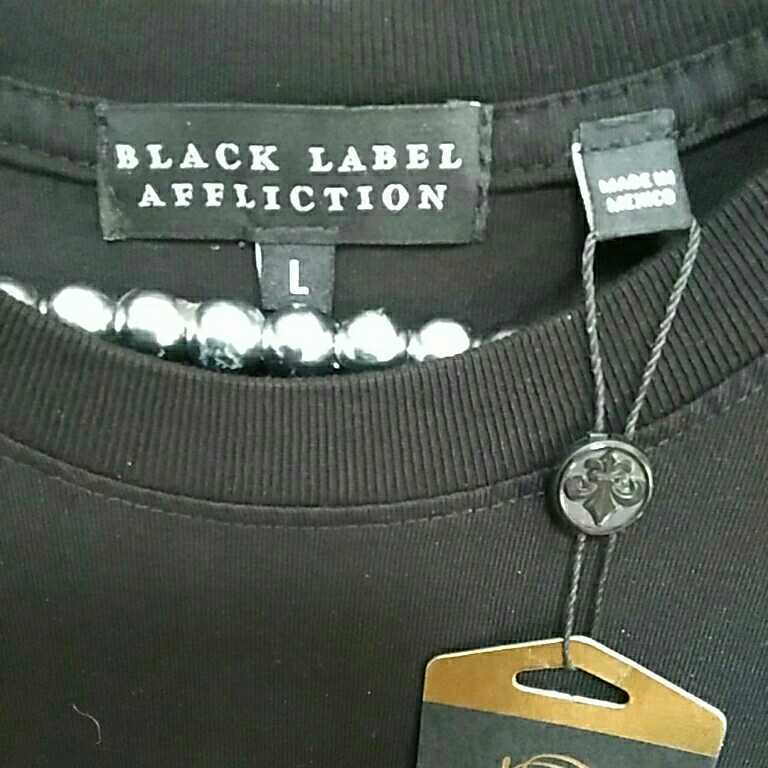 BLACK LABEL
AFFLICTION
L
MADE IN
MEXICO